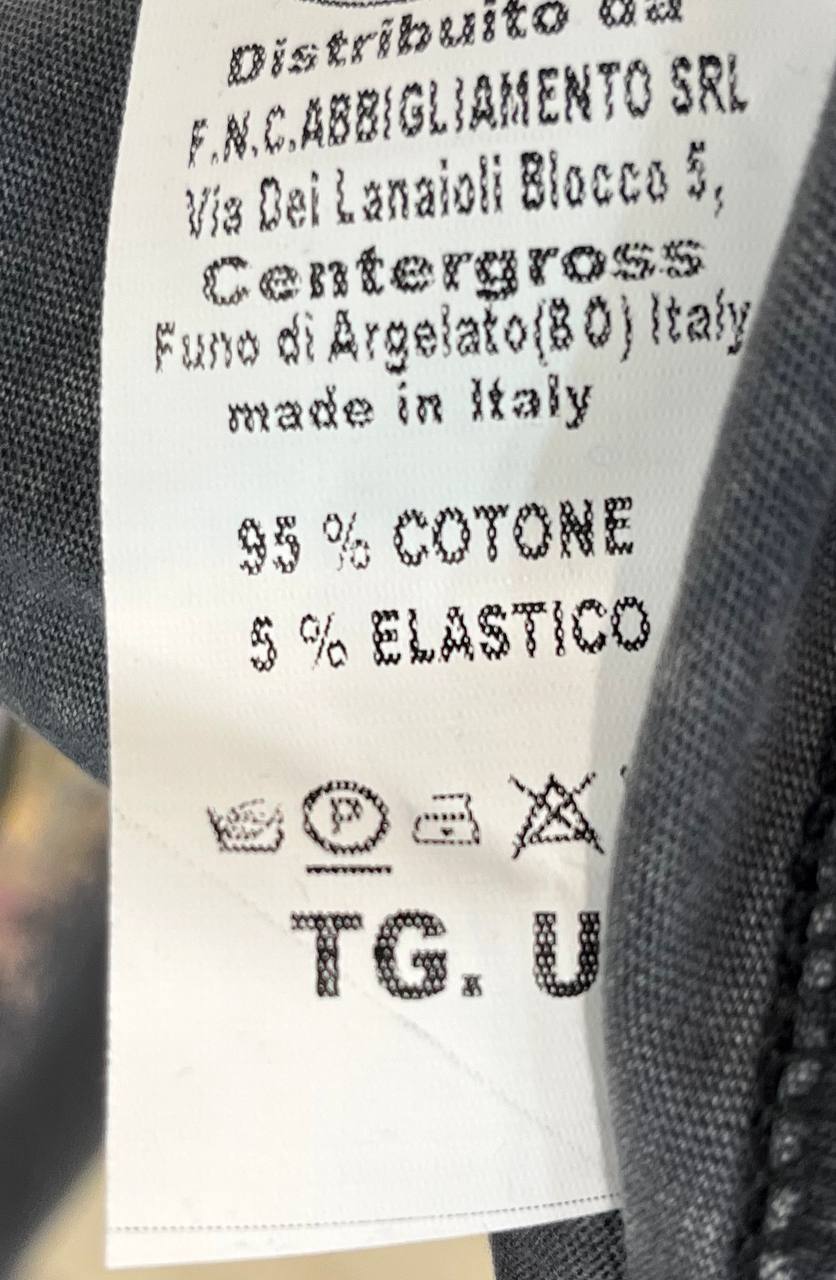 Distribuito da
F.N.C.ABBIGLIAMENTO SRL
Via Dei Lanaioli Blocco 5,
Centergross
Funo di Argelato(BO) Italy
made in Italy
95 % COTONE
5 % ELASTICO
P
TG. U